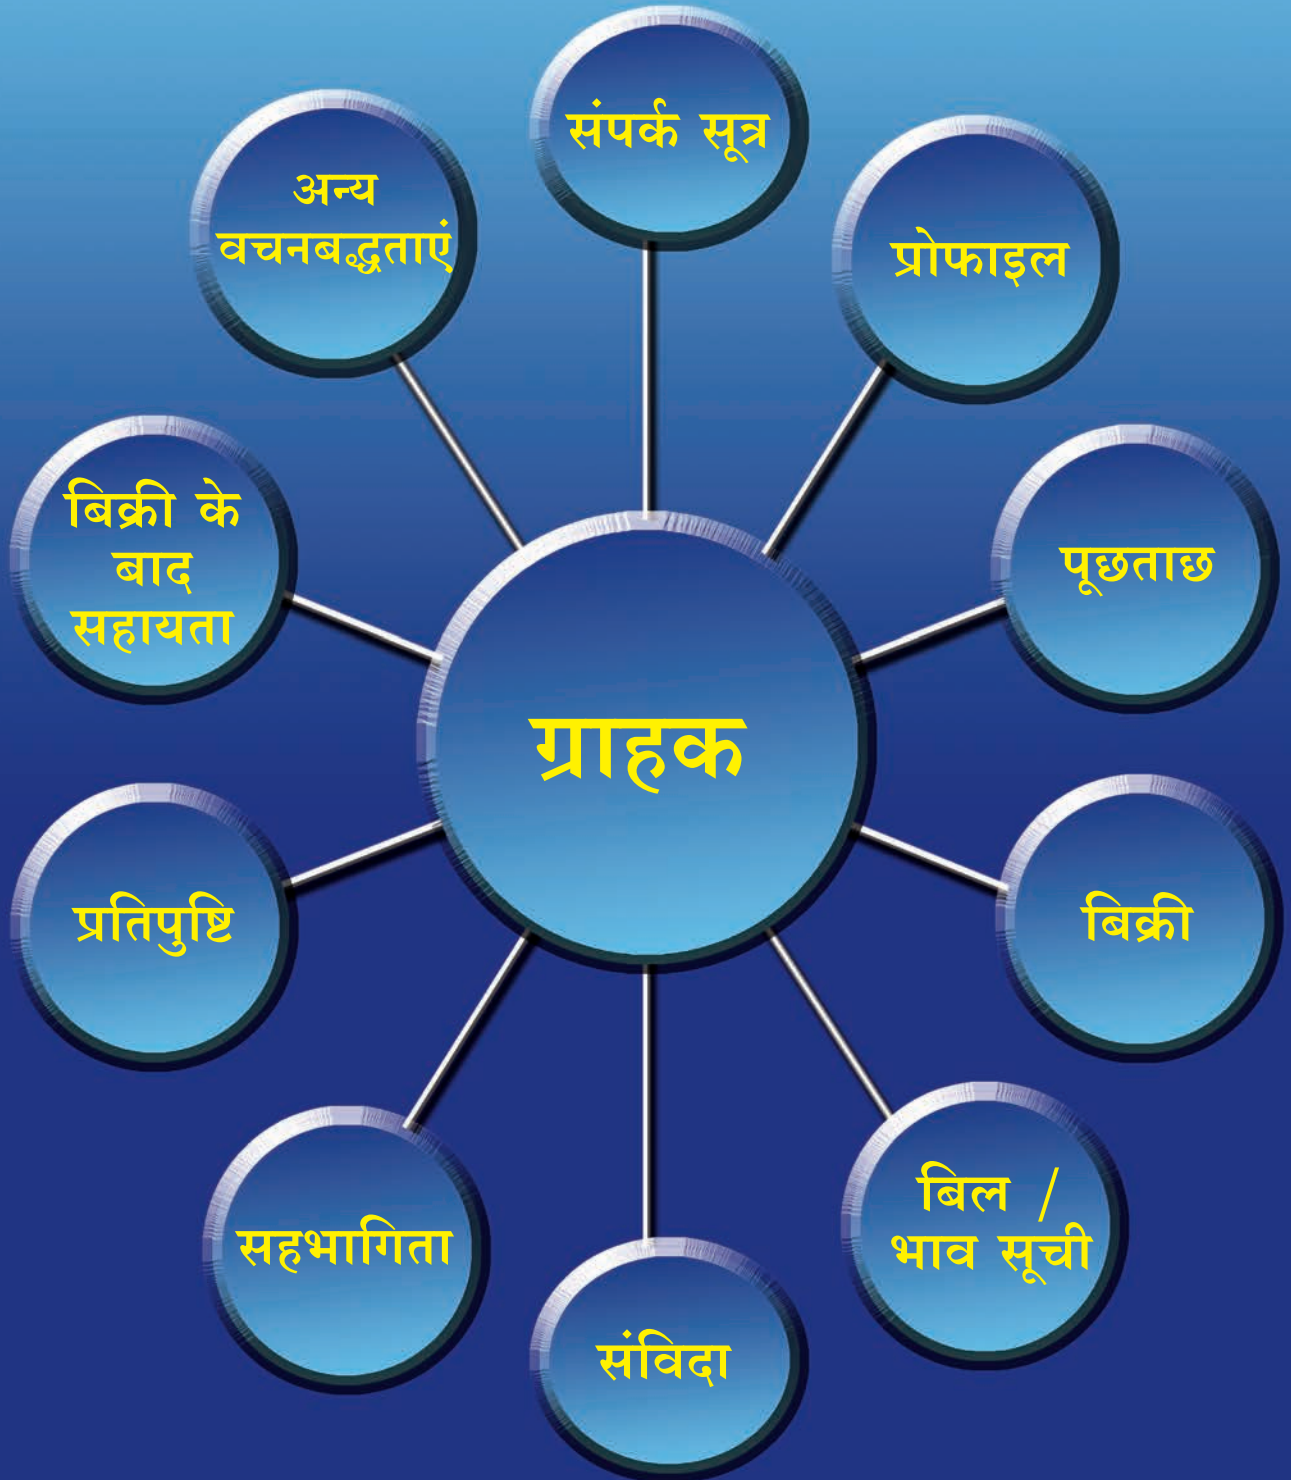 संपर्क सूत्र
अन्य
वचनबद्धताएं
प्रोफाइल
बिक्री के
बाद
सहायता
पूछताछ
ग्राहक
प्रतिपुष्टि
बिक्री
सहभागिता
बिल /
भाव सूची
संविदा